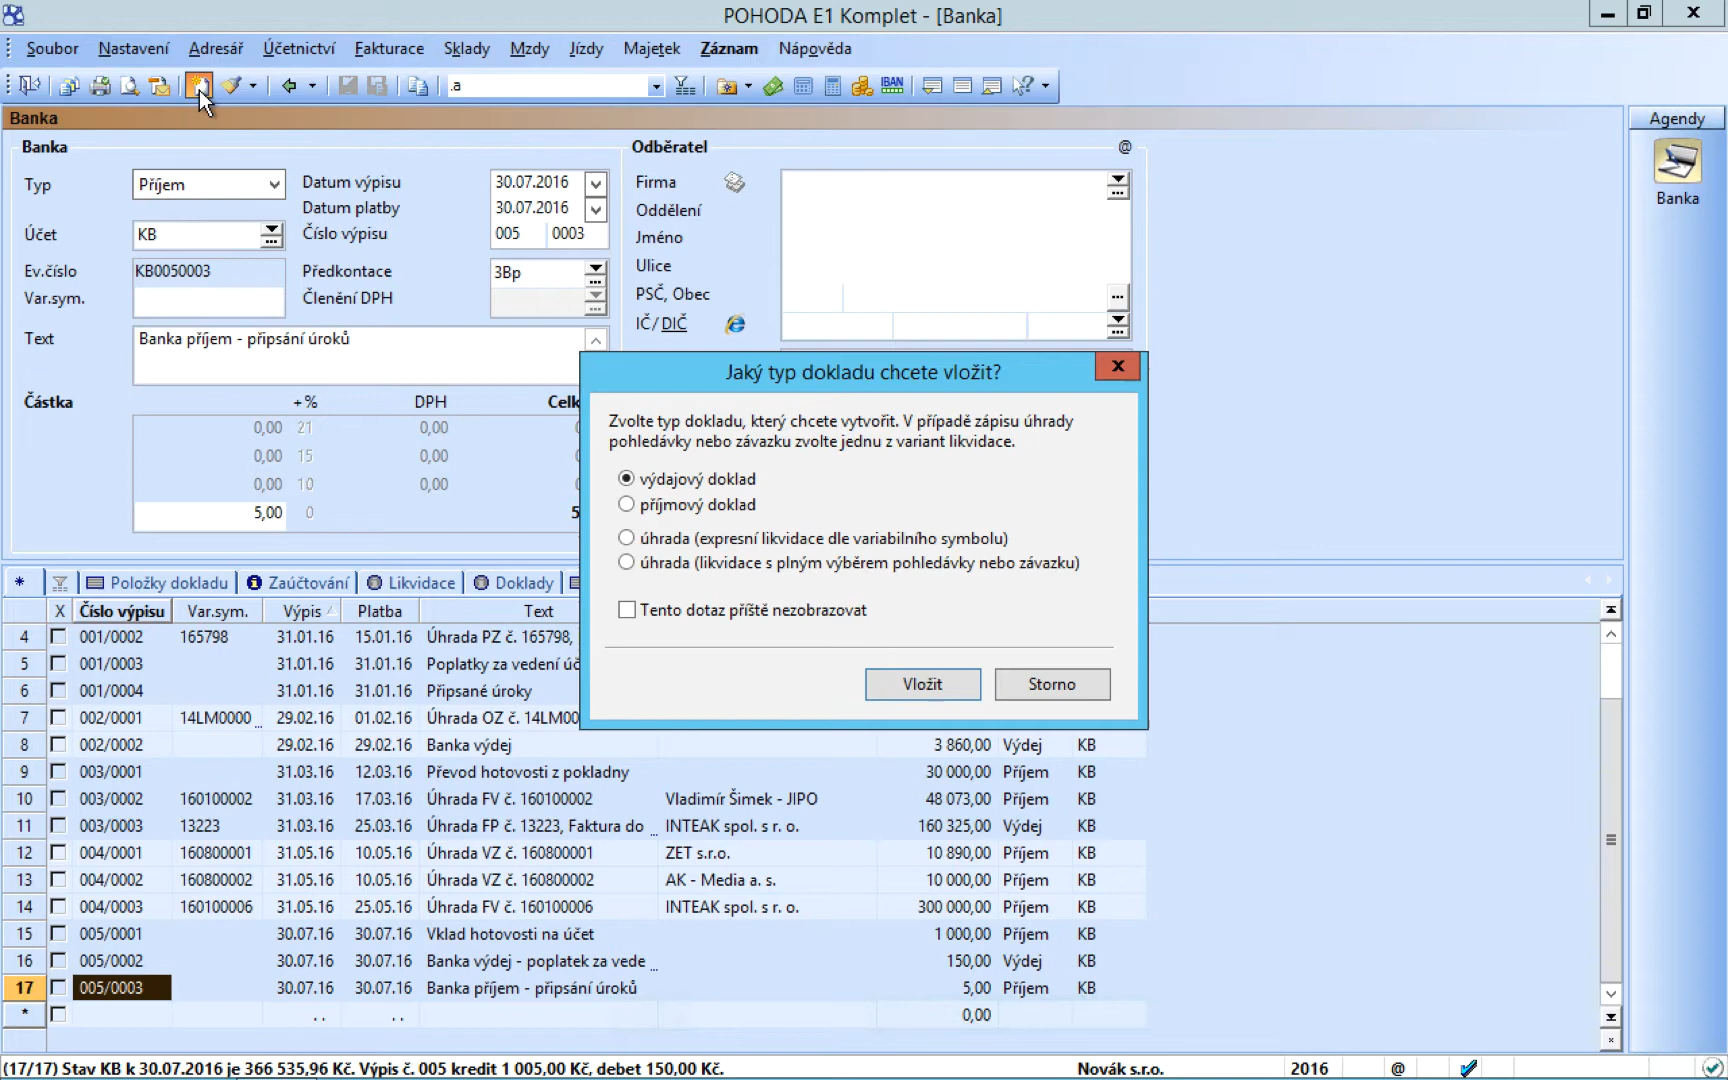 POHODA E1 Komplet - [Banka]
Soubor Nastavení Adresář Účetnictví Fakturace Sklady Mzdy Jízdy Majetek Záznam Nápověda
.a IBAN
Banka
Agendy
Banka
Banka
Typ Příjem
Účet KB
Ev.číslo KB0050003
Var.sym.
Text Banka příjem - připsání úroků
Datum výpisu 30.07.2016
Datum platby 30.07.2016
Číslo výpisu 005 0003
Předkontace 3Bp
Členění DPH
Odběratel @
Firma
Oddělení
Jméno
Ulice
PSČ, Obec
IČ/DIČ
Částka +% DPH Celk
0,00 21 0,00
0,00 15 0,00
0,00 10 0,00
5,00 0 5
Jaký typ dokladu chcete vložit?
Zvolte typ dokladu, který chcete vytvořit. V případě zápisu úhrady
pohledávky nebo závazku zvolte jednu z variant likvidace.
výdajový doklad
příjmový doklad
úhrada (expresní likvidace dle variabilního symbolu)
úhrada (likvidace s plným výběrem pohledávky nebo závazku)
Tento dotaz příště nezobrazovat
Vložit Storno
* Položky dokladu Zaúčtování Likvidace Doklady
X Číslo výpisu Var.sym. Výpis Platba Text
4 001/0002 165798 31.01.16 15.01.16 Úhrada PZ č. 165798,
5 001/0003 31.01.16 31.01.16 Poplatky za vedení úč
6 001/0004 31.01.16 31.01.16 Připsané úroky
7 002/0001 14LM0000 ... 29.02.16 01.02.16 Úhrada OZ č. 14LM00
8 002/0002 29.02.16 29.02.16 Banka výdej 3 860,00 Výdej KB
9 003/0001 31.03.16 12.03.16 Převod hotovosti z pokladny 30 000,00 Příjem KB
10 003/0002 160100002 31.03.16 17.03.16 Úhrada FV č. 160100002 Vladimír Šimek - JIPO 48 073,00 Příjem KB
11 003/0003 13223 31.03.16 25.03.16 Úhrada FP č. 13223, Faktura do ... INTEAK spol. s r. o. 160 325,00 Výdej KB
12 004/0001 160800001 31.05.16 10.05.16 Úhrada VZ č. 160800001 ZET s.r.o. 10 890,00 Příjem KB
13 004/0002 160800002 31.05.16 10.05.16 Úhrada VZ č. 160800002 AK - Media a. s. 10 000,00 Příjem KB
14 004/0003 160100006 31.05.16 25.05.16 Úhrada FV č. 160100006 INTEAK spol. s r. o. 300 000,00 Příjem KB
15 005/0001 30.07.16 30.07.16 Vklad hotovosti na účet 1 000,00 Příjem KB
16 005/0002 30.07.16 30.07.16 Banka výdej - poplatek za vede ... 150,00 Výdej KB
17 005/0003 30.07.16 30.07.16 Banka příjem - připsání úroků 5,00 Příjem KB
* . . . . 0,00
(17/17) Stav KB k 30.07.2016 je 366 535,96 Kč. Výpis č. 005 kredit 1 005,00 Kč, debet 150,00 Kč. Novák s.r.o. 2016 @